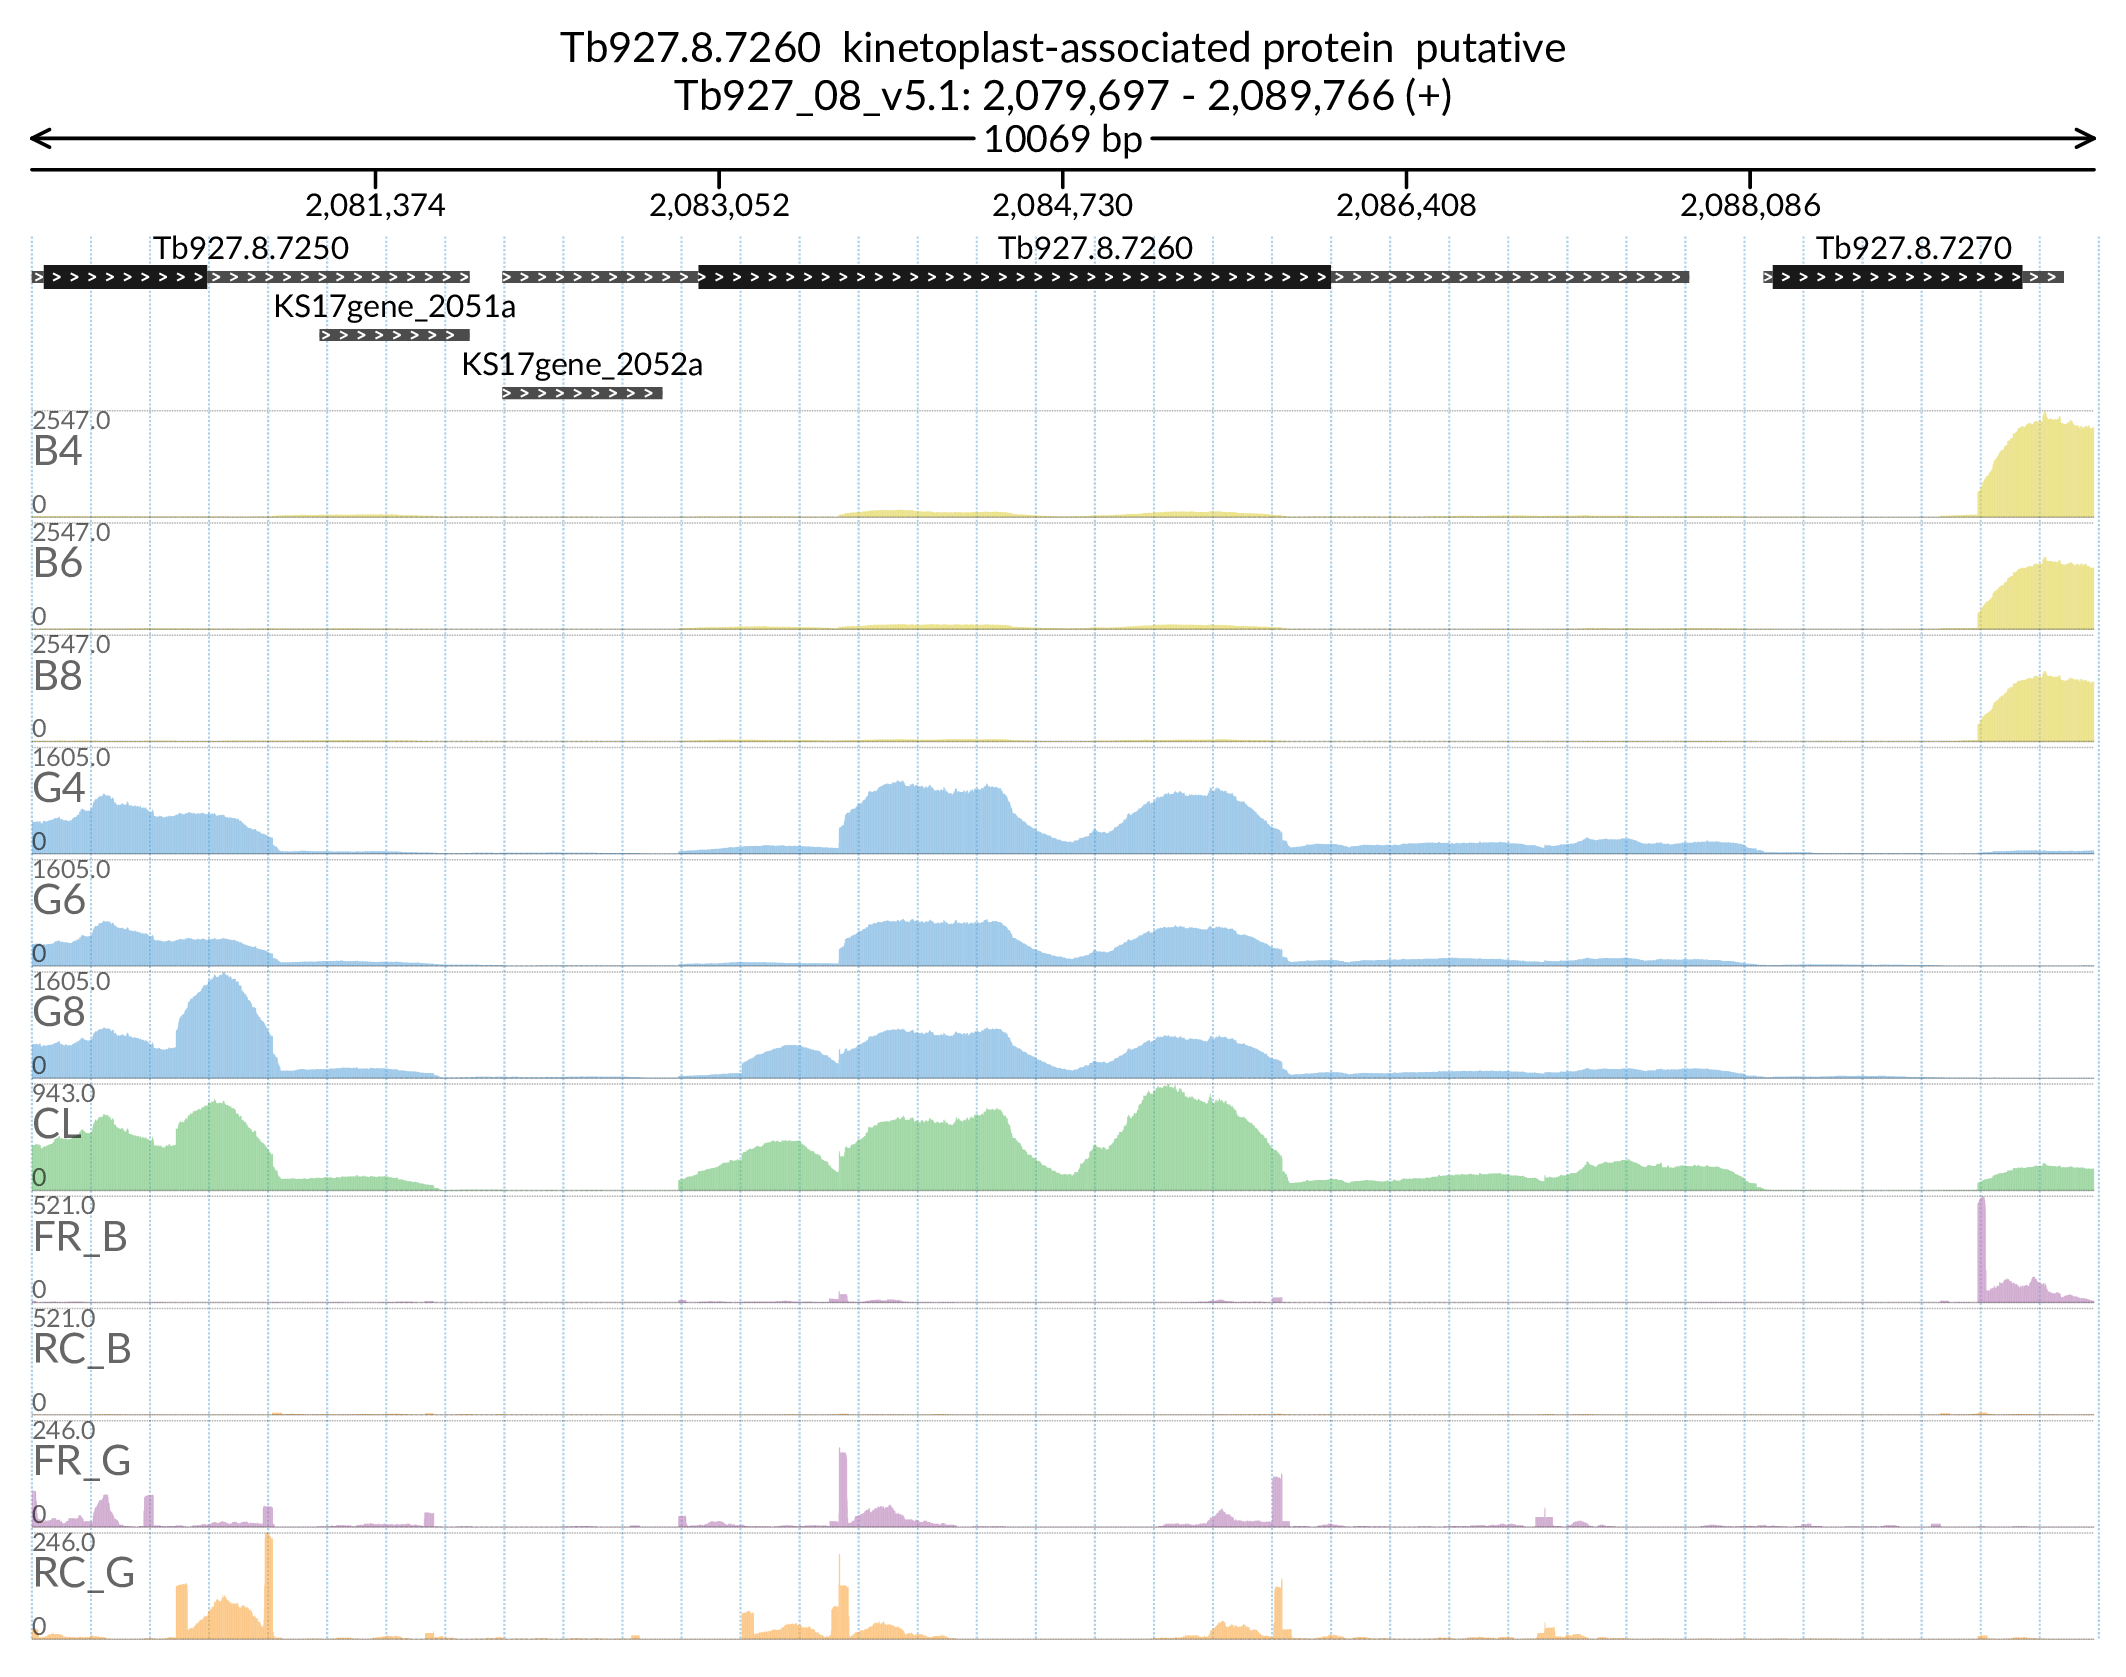 Tb927.8.7260  kinetoplast-associated protein  putative
Tb927_08_v5.1: 2,079,697 - 2,089,766 (+)
10069 bp
2,081,374 2,083,052 2,084,730 2,086,408 2,088,086
Tb927.8.7250 Tb927.8.7260 Tb927.8.7270
KS17gene_2051a
KS17gene_2052a
2547.0
B4
0
2547.0
B6
0
2547.0
B8
0
1605.0
G4
0
1605.0
G6
0
1605.0
G8
0
943.0
CL
0
521.0
FR_B
0
521.0
RC_B
0
246.0
FR_G
0
246.0
RC_G
0